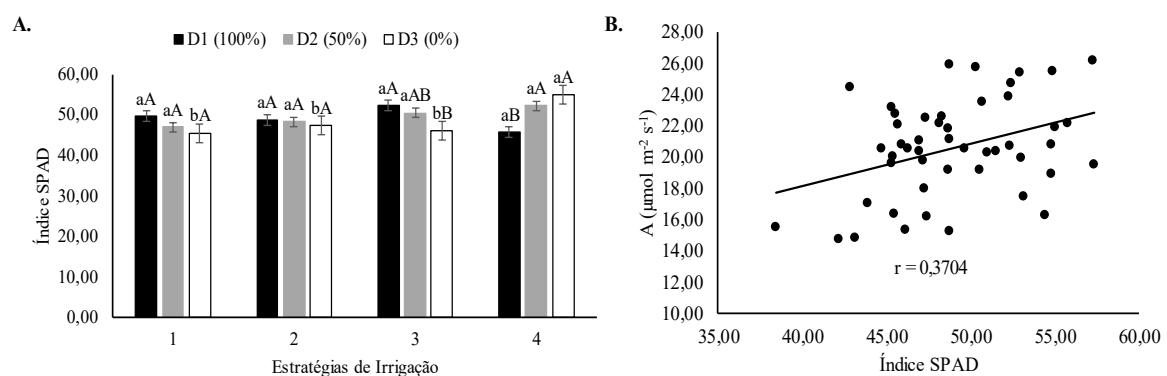 A.
D1 (100%) D2 (50%) D3 (0%)
Índice SPAD
60,00
50,00
40,00
30,00
20,00
10,00
0,00
aA aA bA aA aA bA aA aAB bB aB aA aA
1 2 3 4
Estratégias de Irrigação
B.
A (µmol m⁻² s⁻¹)
28,00
26,00
24,00
22,00
20,00
18,00
16,00
14,00
12,00
10,00
r = 0,3704
35,00 40,00 45,00 50,00 55,00 60,00
Índice SPAD